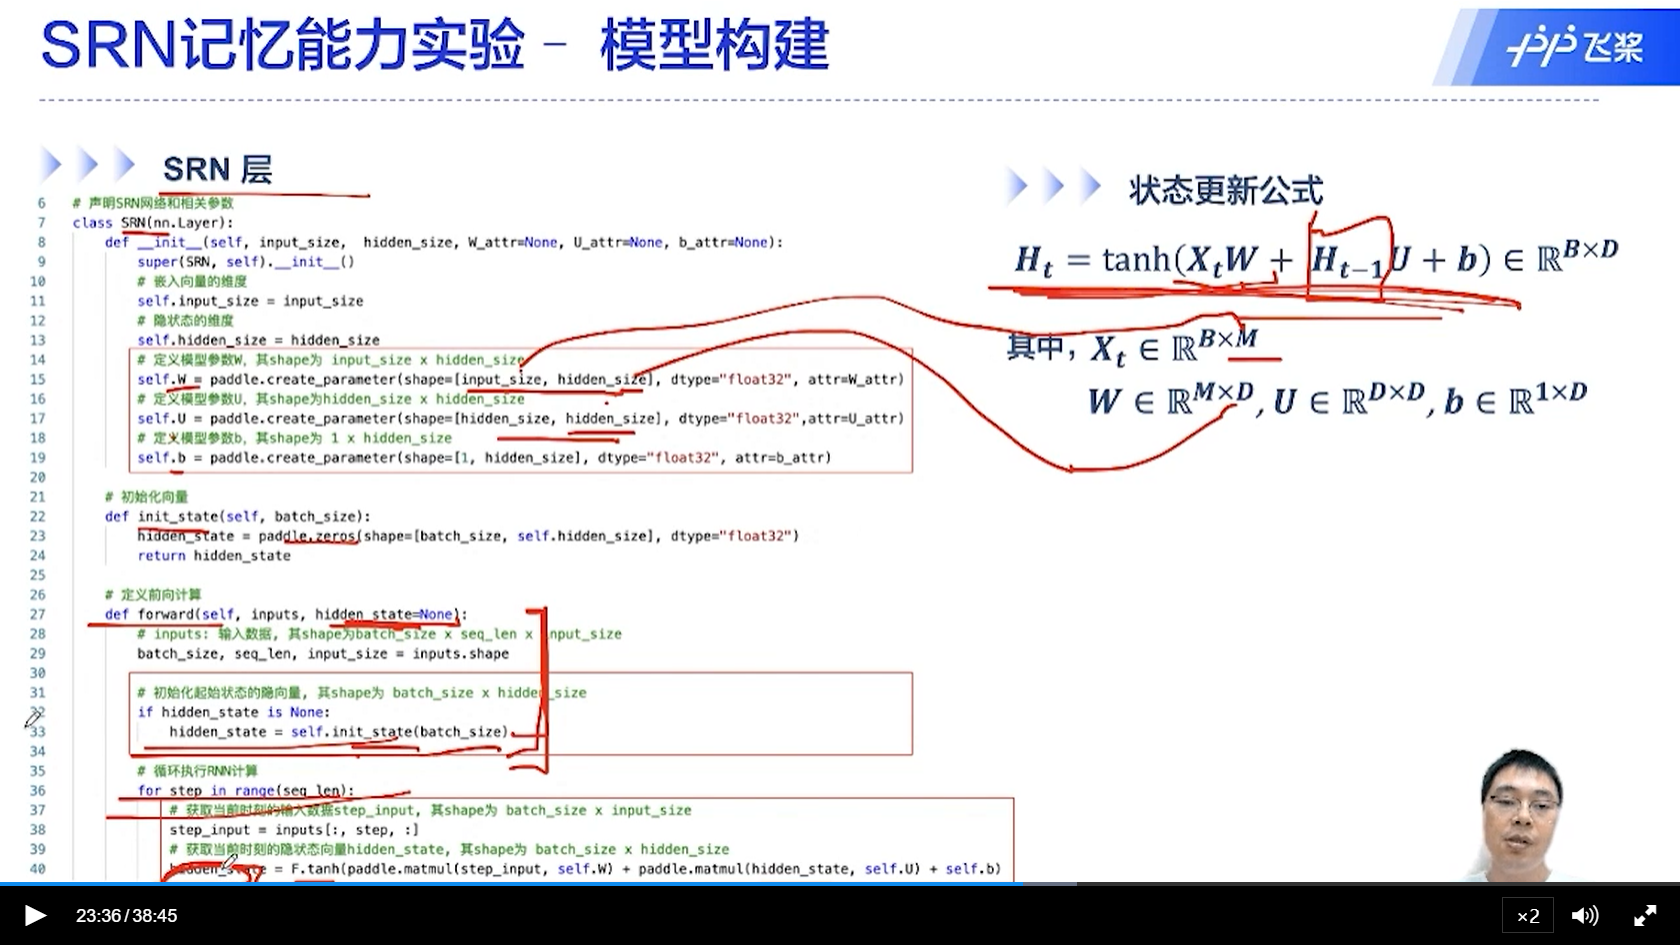 SRN记忆能力实验 – 模型构建
飞桨
SRN 层
6 # 声明SRN网络和相关参数
7 class SRN(nn.Layer):
8 def __init__(self, input_size, hidden_size, W_attr=None, U_attr=None, b_attr=None):
9 super(SRN, self).__init__()
10 # 嵌入向量的维度
11 self.input_size = input_size
12 # 隐状态的维度
13 self.hidden_size = hidden_size
14 # 定义模型参数W，其shape为 input_size x hidden_size
15 self.W = paddle.create_parameter(shape=[input_size, hidden_size], dtype="float32", attr=W_attr)
16 # 定义模型参数U，其shape为hidden_size x hidden_size
17 self.U = paddle.create_parameter(shape=[hidden_size, hidden_size], dtype="float32",attr=U_attr)
18 # 定义模型参数b，其shape为 1 x hidden_size
19 self.b = paddle.create_parameter(shape=[1, hidden_size], dtype="float32", attr=b_attr)
20
21 # 初始化向量
22 def init_state(self, batch_size):
23 hidden_state = paddle.zeros(shape=[batch_size, self.hidden_size], dtype="float32")
24 return hidden_state
25
26 # 定义前向计算
27 def forward(self, inputs, hidden_state=None):
28 # inputs: 输入数据, 其shape为batch_size x seq_len x input_size
29 batch_size, seq_len, input_size = inputs.shape
30
31 # 初始化起始状态的隐向量, 其shape为 batch_size x hidden_size
32 if hidden_state is None:
33 hidden_state = self.init_state(batch_size)
34
35 # 循环执行RNN计算
36 for step in range(seq_len):
37 # 获取当前时刻的输入数据step_input, 其shape为 batch_size x input_size
38 step_input = inputs[:, step, :]
39 # 获取当前时刻的隐状态向量hidden_state, 其shape为 batch_size x hidden_size
40 hidden_state = F.tanh(paddle.matmul(step_input, self.W) + paddle.matmul(hidden_state, self.U) + self.b)
状态更新公式
H_t = tanh(X_tW + H_{t−1}U + b) ∈ ℝ^{B×D}
其中，X_t ∈ ℝ^{B×M}
W ∈ ℝ^{M×D}, U ∈ ℝ^{D×D}, b ∈ ℝ^{1×D}
23:36/38:45
×2